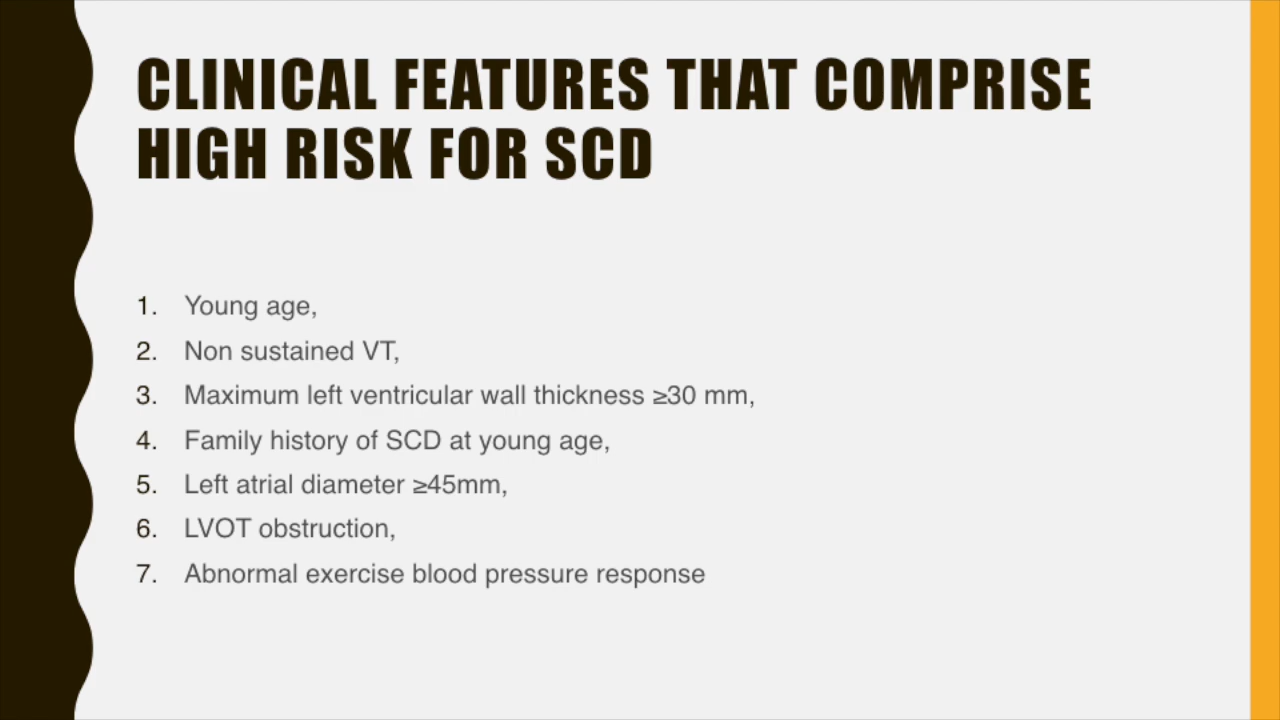 CLINICAL FEATURES THAT COMPRISE
HIGH RISK FOR SCD
1. Young age,
2. Non sustained VT,
3. Maximum left ventricular wall thickness ≥30 mm,
4. Family history of SCD at young age,
5. Left atrial diameter ≥45mm,
6. LVOT obstruction,
7. Abnormal exercise blood pressure response